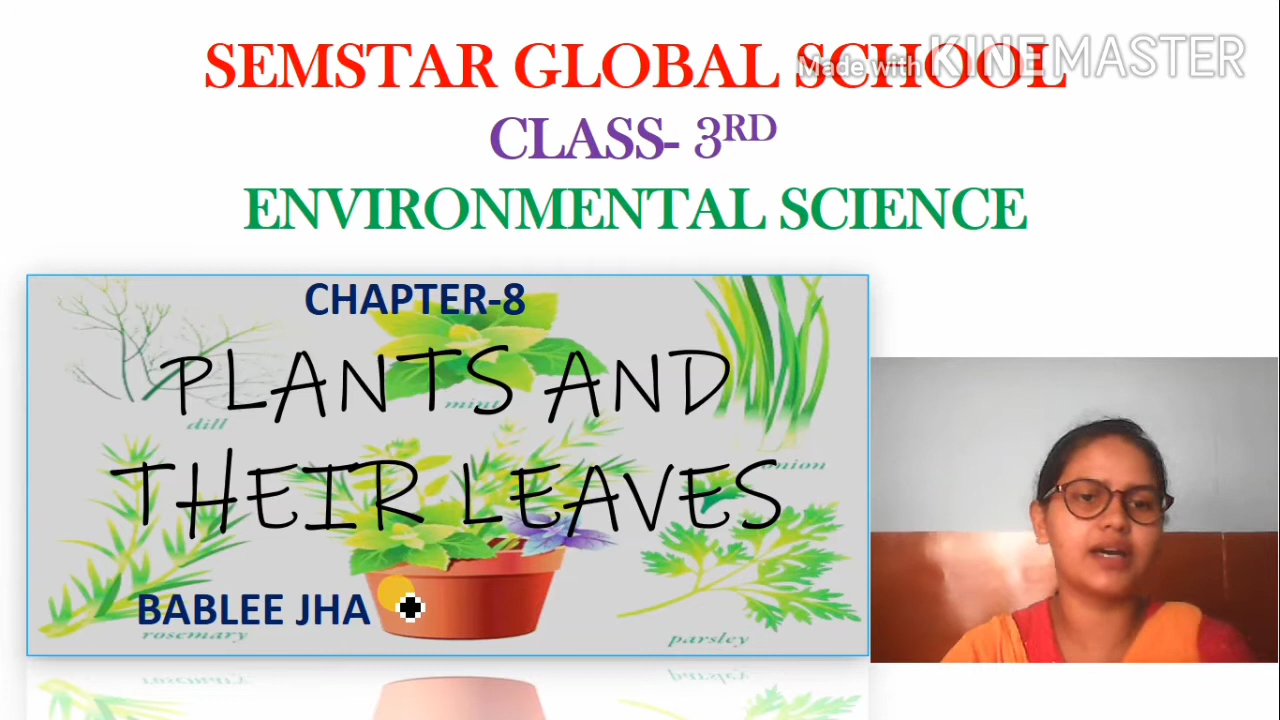 SEMSTAR GLOBAL SCHOOL
Made with KINEMASTER
CLASS- 3RD
ENVIRONMENTAL SCIENCE
CHAPTER-8
PLANTS AND
mint
dill
THEIR LEAVES
onion
BABLEE JHA
rosemary
parsley